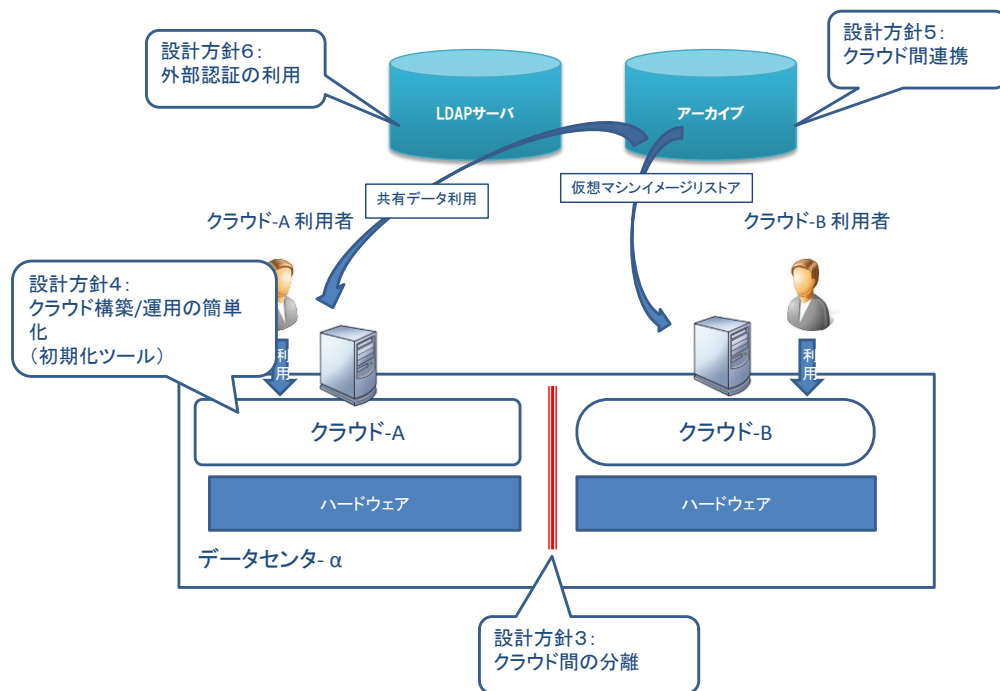 設計方針6：
外部認証の利用
設計方針5：
クラウド間連携
LDAPサーバ
アーカイブ
共有データ利用
仮想マシンイメージリストア
クラウド-A 利用者
クラウド-B 利用者
設計方針4：
クラウド構築/運用の簡単
化
（初期化ツール）
利
用
利
用
クラウド-A
クラウド-B
ハードウェア
ハードウェア
データセンタ- α
設計方針3：
クラウド間の分離